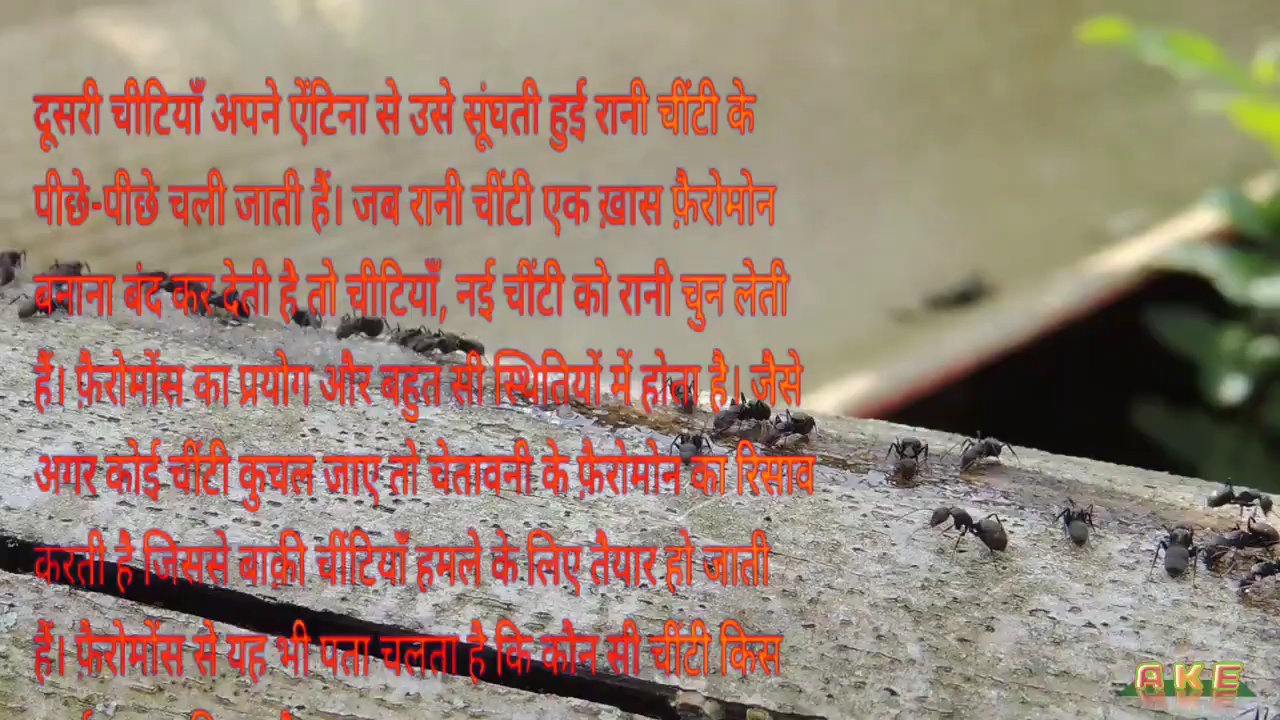 दूसरी चीटियाँ अपने ऐंटिना से उसे सूंघती हुई रानी चींटी के
पीछे-पीछे चली जाती हैं। जब रानी चींटी एक ख़ास फ़ैरोमोन
बनाना बंद कर देती है तो चीटियाँ, नई चींटी को रानी चुन लेती
हैं। फ़ैरोमोंस का प्रयोग और बहुत सी स्थितियों में होता है। जैसे
अगर कोई चींटी कुचल जाए तो चेतावनी के फ़ैरोमोन का रिसाव
करती है जिससे बाक़ी चींटियाँ हमले के लिए तैयार हो जाती
हैं। फ़ैरोमोंस से यह भी पता चलता है कि कौन सी चींटी किस
AKE